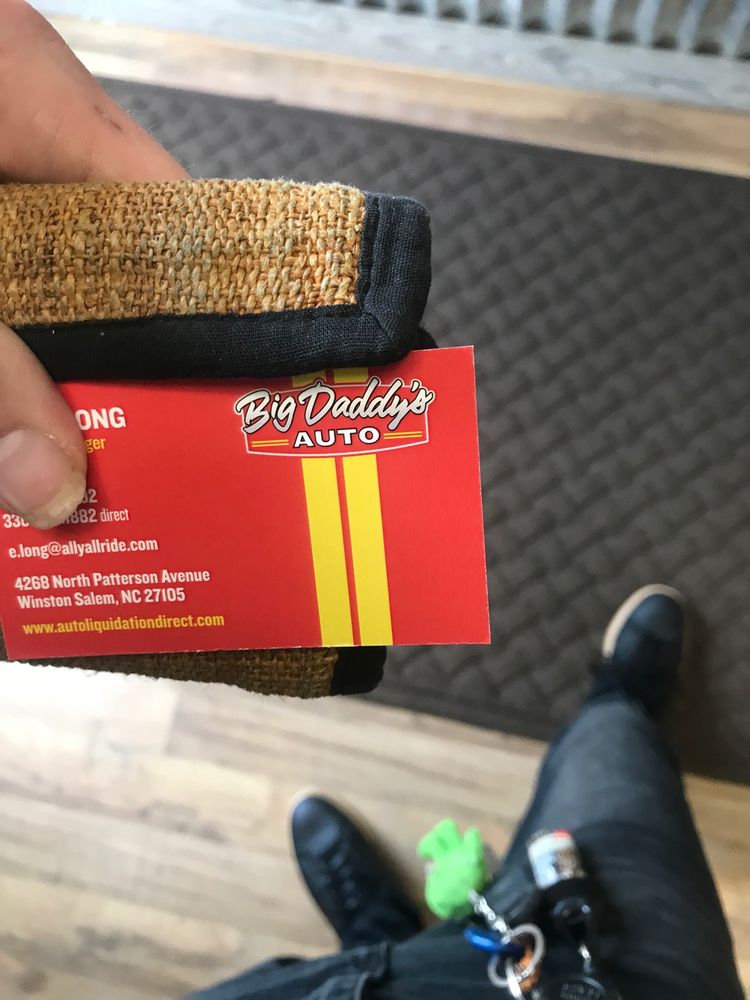 Big Daddy's
AUTO
ONG
ger
02
882 direct
e.long@allyallride.com
4268 North Patterson Avenue
Winston Salem, NC 27105
www.autoliquidationdirect.com